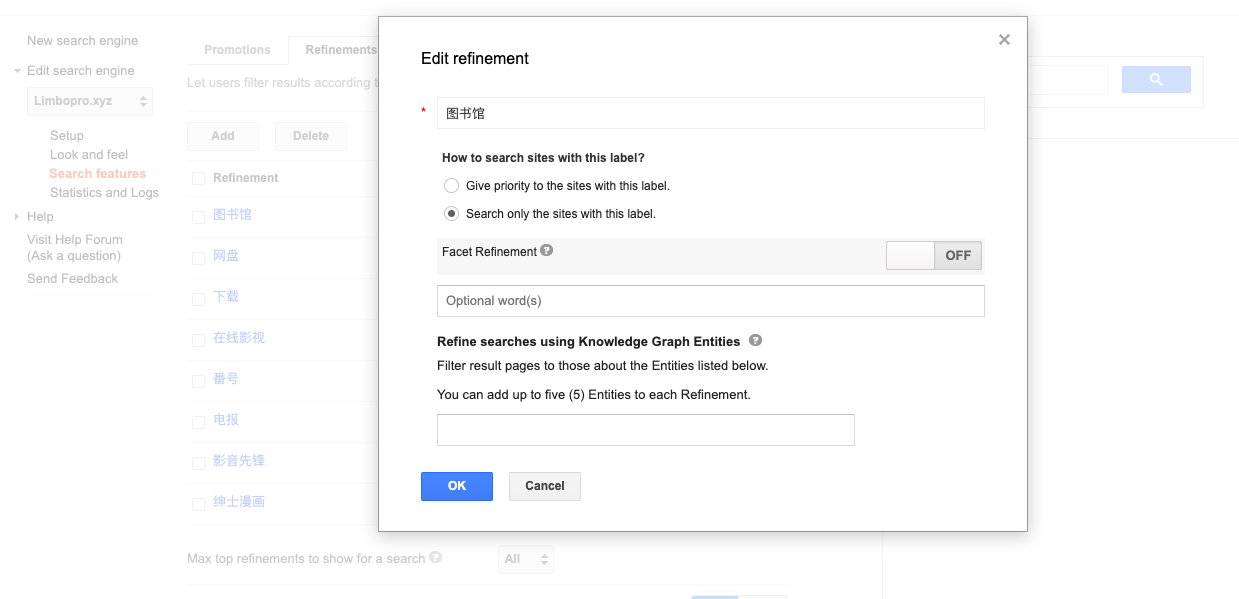 New search engine
Edit search engine
Limbopro.xyz
Setup
Look and feel
Search features
Statistics and Logs
Help
Visit Help Forum
(Ask a question)
Send Feedback
Promotions
Refinements
Let users filter results according
Add
Delete
Refinement
图书馆
网盘
下载
在线影视
番号
电报
影音先锋
绅士漫画
Max top refinements to show for a search ?
All
×
Edit refinement
* 图书馆
How to search sites with this label?
Give priority to the sites with this label.
Search only the sites with this label.
Facet Refinement ?
OFF
Optional word(s)
Refine searches using Knowledge Graph Entities ?
Filter result pages to those about the Entities listed below.
You can add up to five (5) Entities to each Refinement.
OK
Cancel